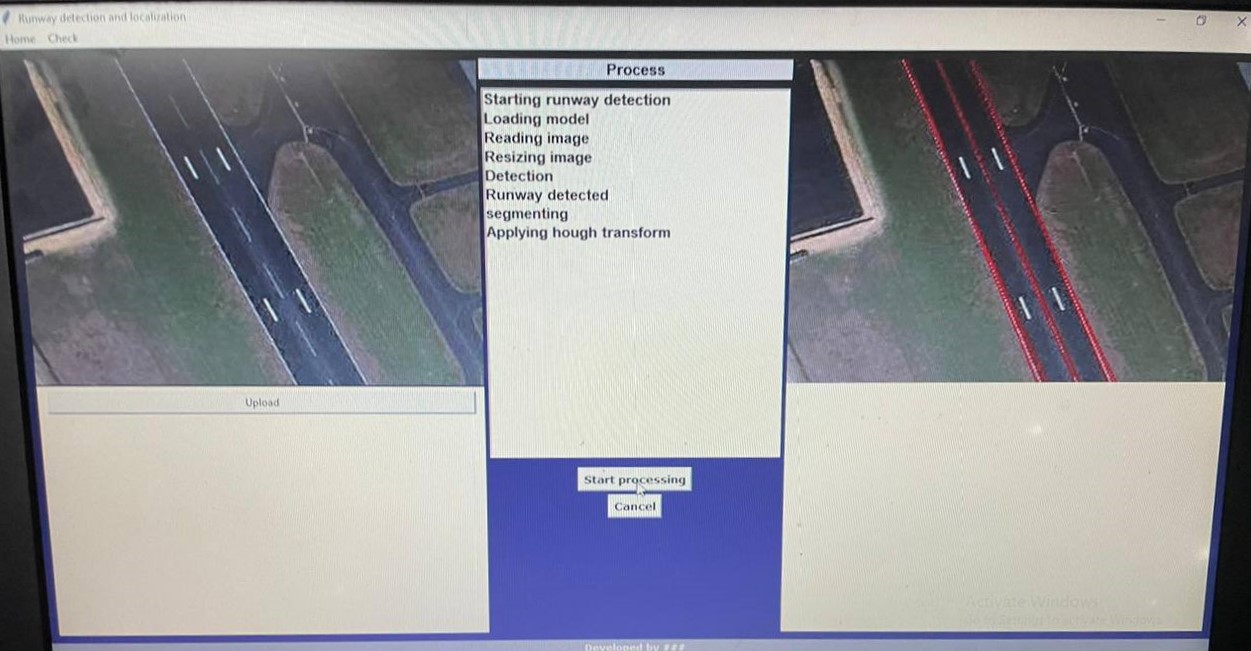 Runway detection and localization
Home Check
Process
Starting runway detection
Loading model
Reading image
Resizing image
Detection
Runway detected
segmenting
Applying hough transform
Upload
Start processing
Cancel
Activate Windows
Go to Settings to activate Windows.
Developed by ###